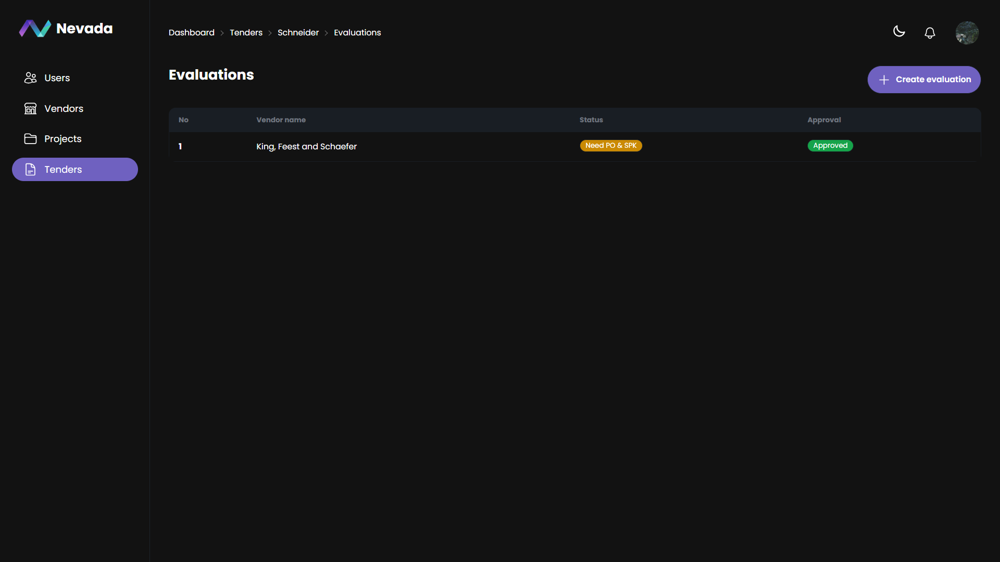 Nevada
Users
Vendors
Projects
Tenders
Dashboard > Tenders > Schneider > Evaluations
Evaluations
Create evaluation
No Vendor name Status Approval
1 King, Feest and Schaefer Need PO & SPK Approved